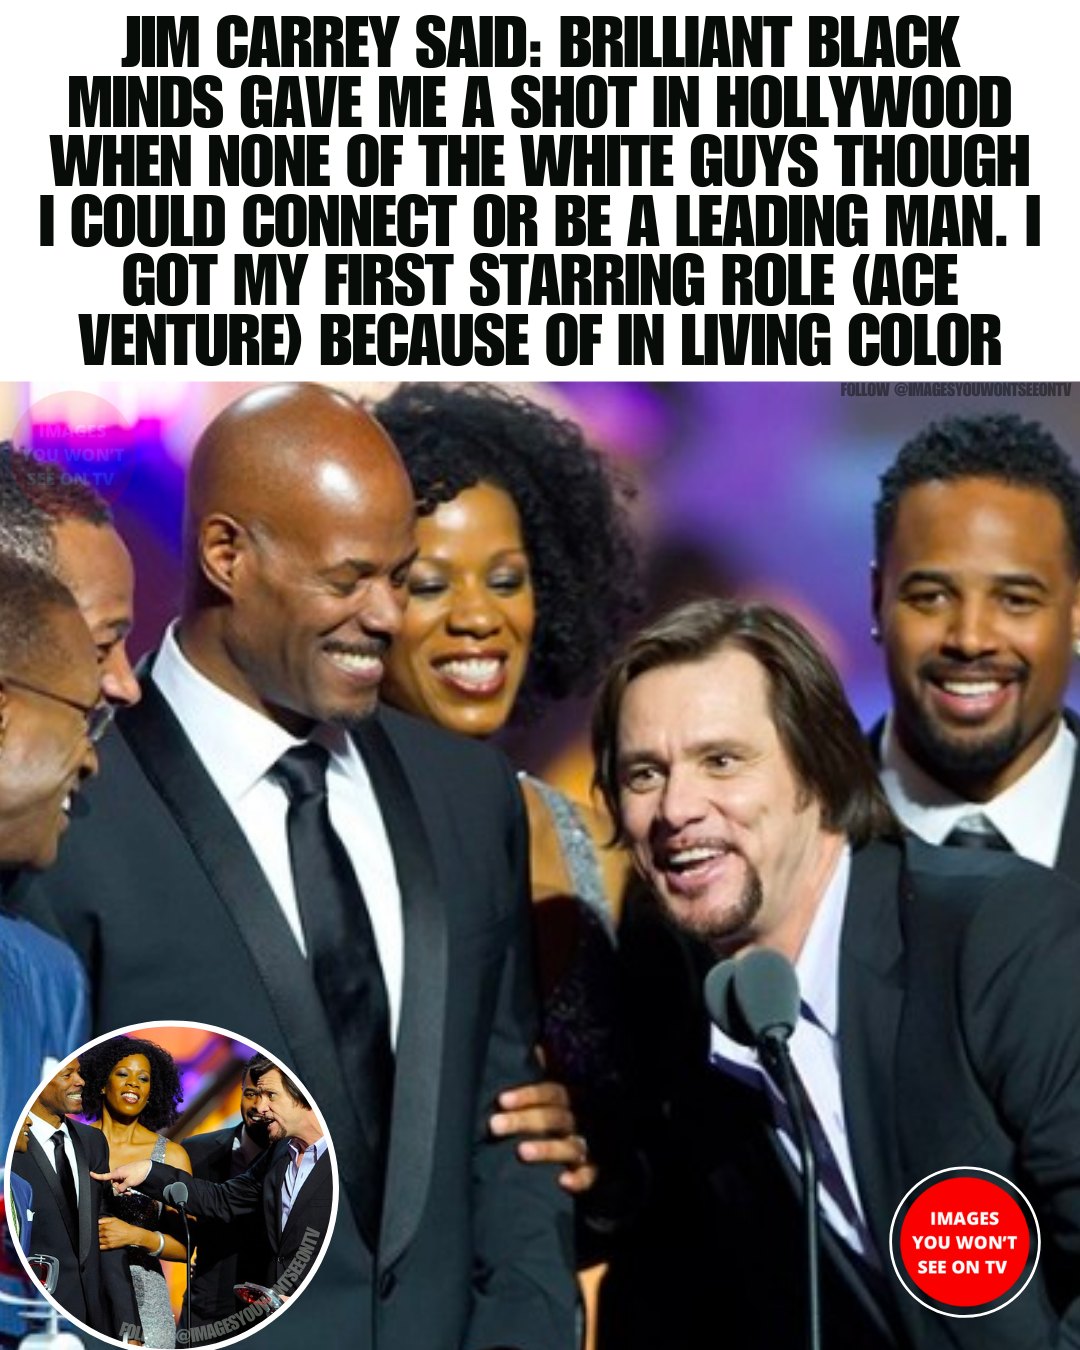 JIM CARREY SAID: BRILLIANT BLACK
MINDS GAVE ME A SHOT IN HOLLYWOOD
WHEN NONE OF THE WHITE GUYS THOUGH
I COULD CONNECT OR BE A LEADING MAN. I
GOT MY FIRST STARRING ROLE (ACE
VENTURE) BECAUSE OF IN LIVING COLOR
FOLLOW @IMAGESYOUWONTSEEONTV
IMAGES
YOU WON'T
SEE ON TV
FOLLOW @IMAGESYOUWONTSEEONTV
IMAGES
YOU WON'T
SEE ON TV